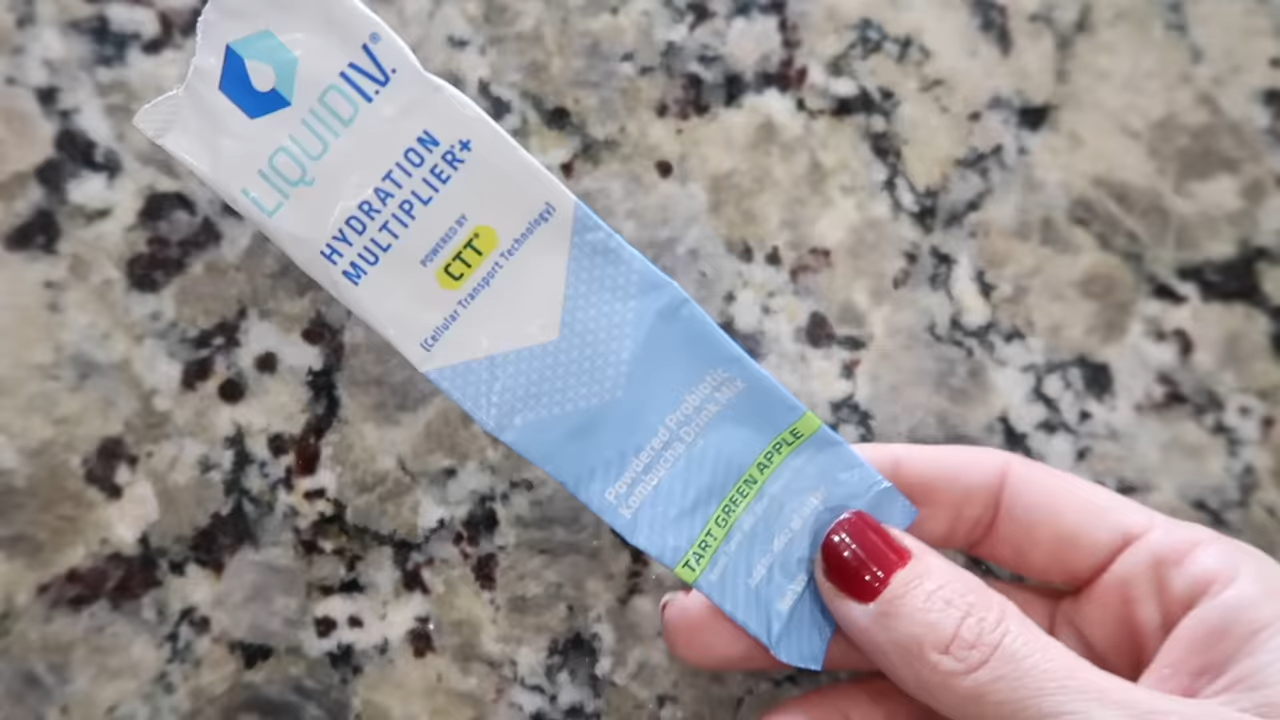 LIQUID I.V.®
HYDRATION
MULTIPLIER+
POWERED BY
CTT®
(Cellular Transport Technology)
Powdered Probiotic
Kombucha Drink Mix
TART GREEN APPLE